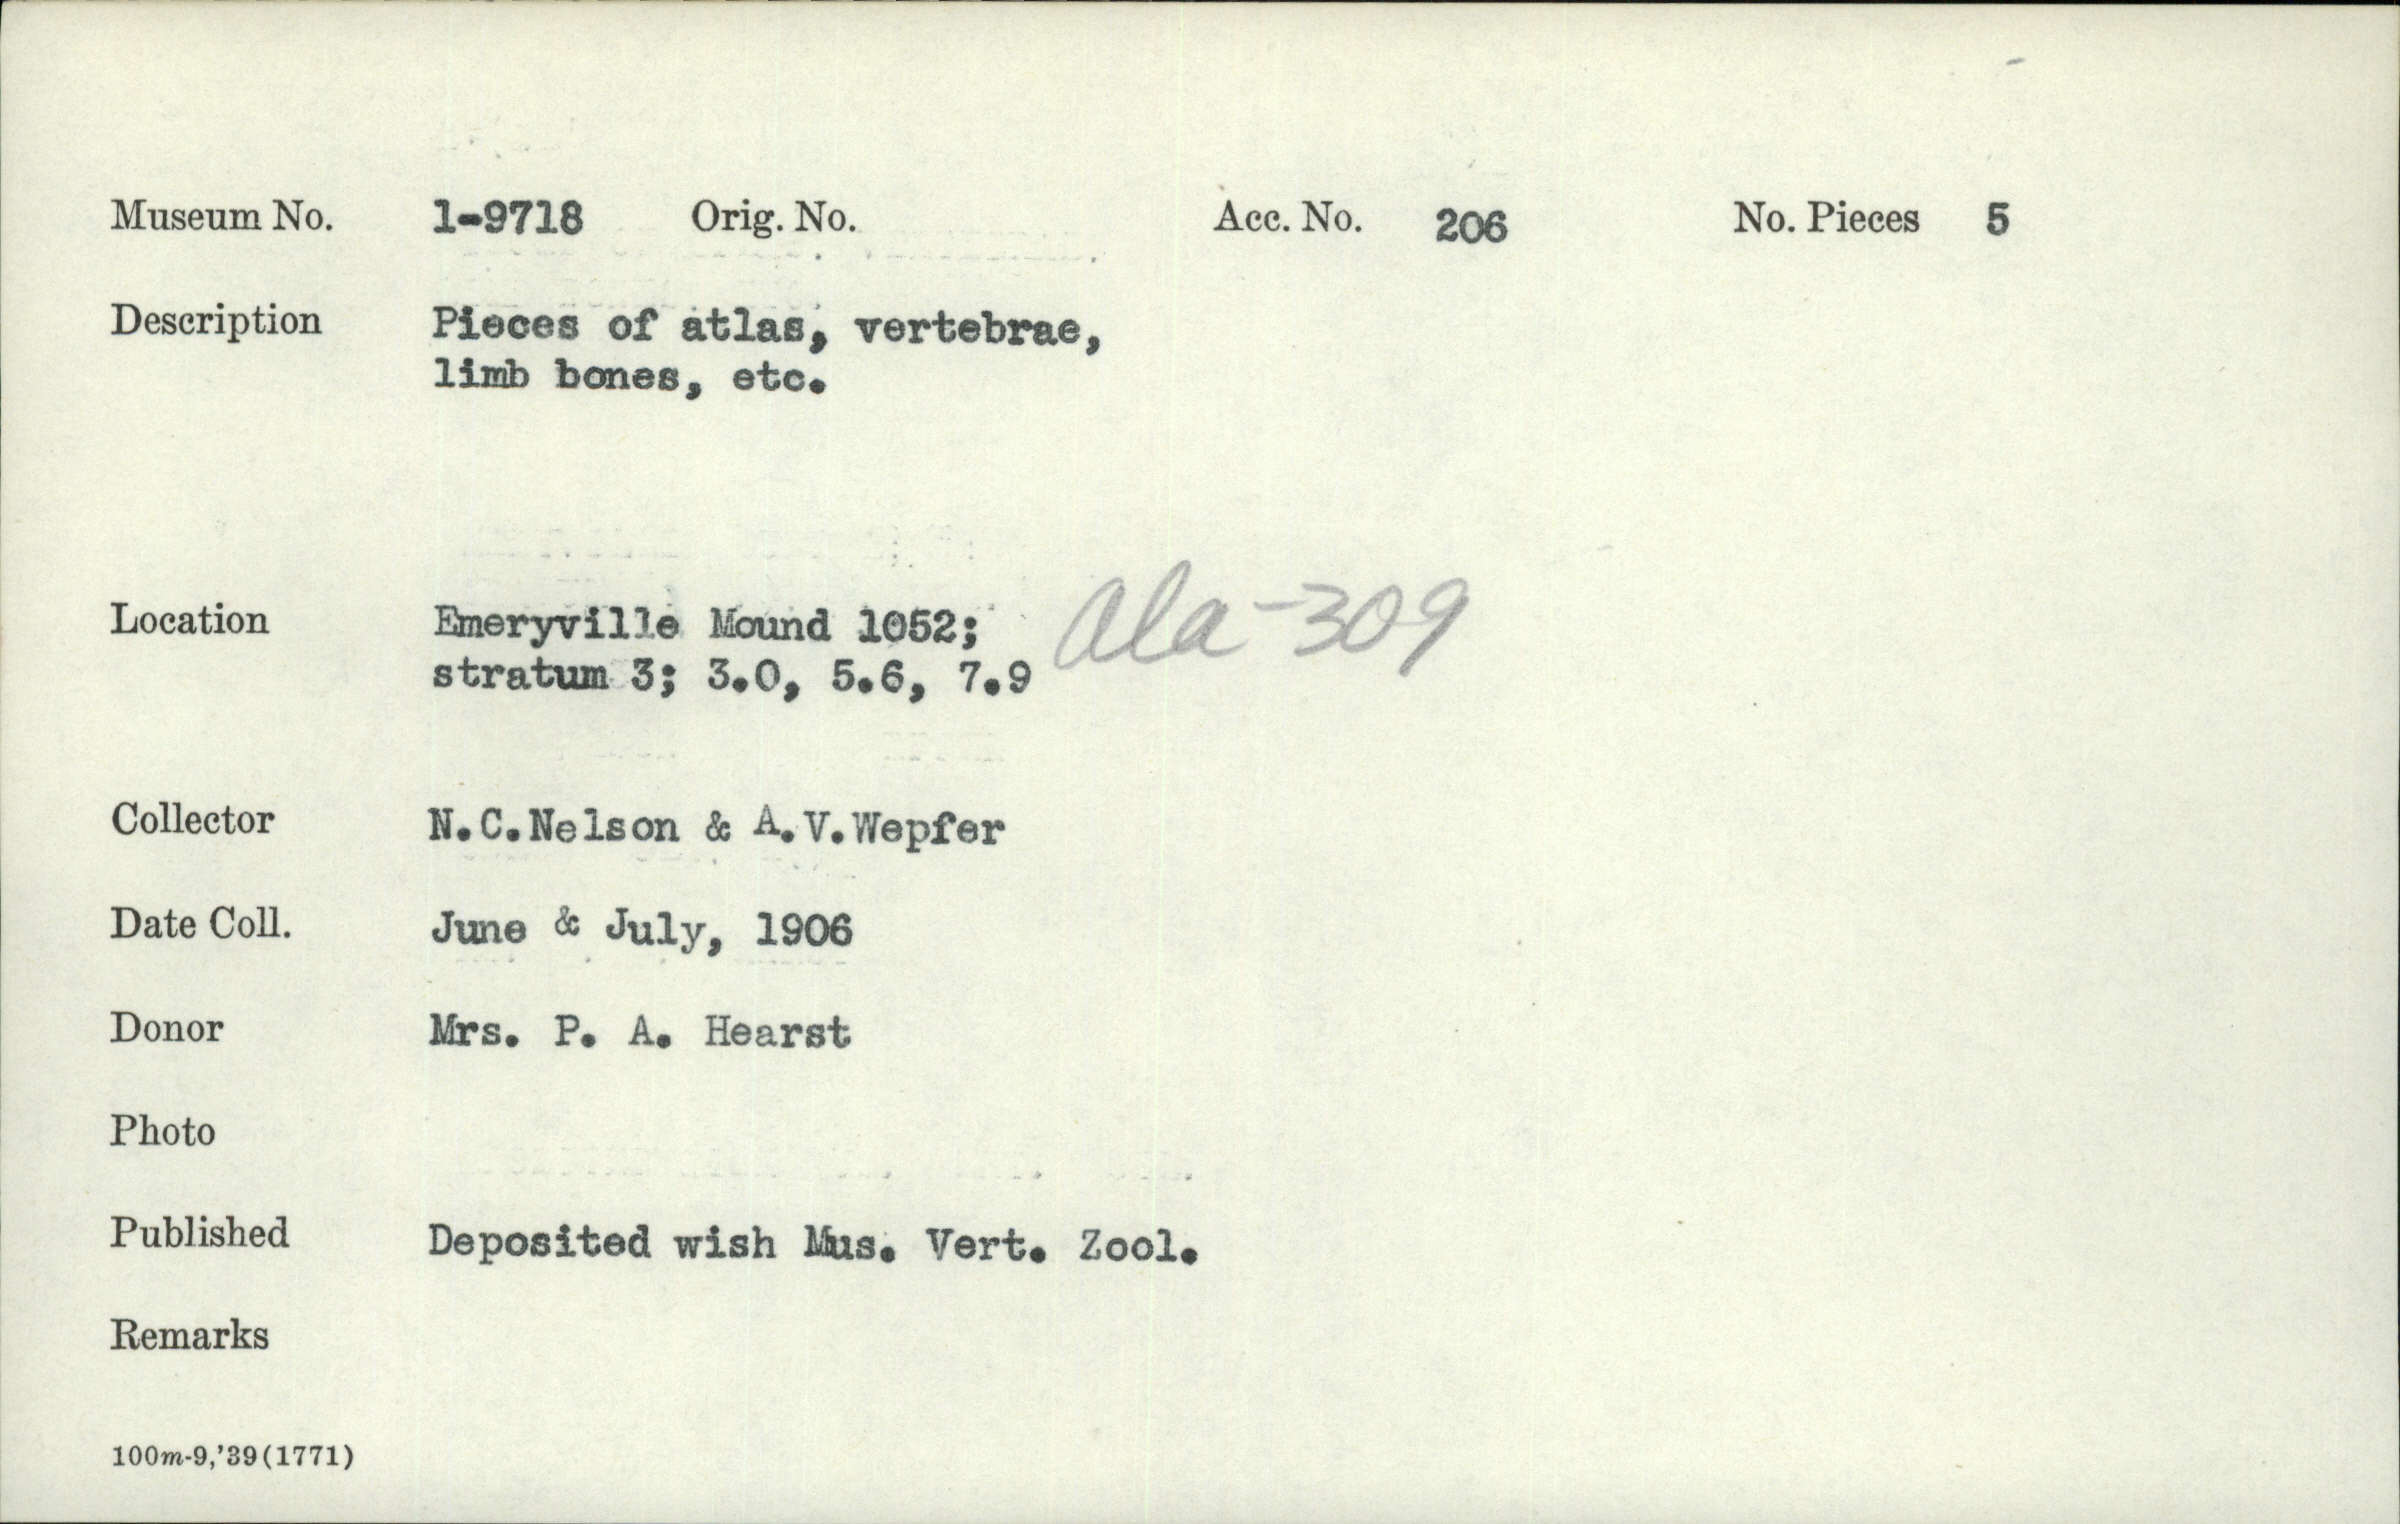 Museum No. 1-9718 Orig. No. Acc. No. 206 No. Pieces 5
Description Pieces of atlas, vertebrae,
limb bones, etc.
Location Emeryville Mound 1052; Ala-309
stratum 3; 3.0, 5.6, 7.9
Collector N.C.Nelson & A.V.Wepfer
Date Coll. June & July, 1906
Donor Mrs. P. A. Hearst
Photo
Published Deposited wish Mus. Vert. Zool.
Remarks
100m-9,'39(1771)